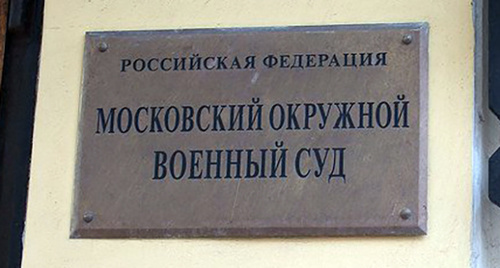 РОССИЙСКАЯ ФЕДЕРАЦИЯ
МОСКОВСКИЙ ОКРУЖНОЙ
ВОЕННЫЙ СУД